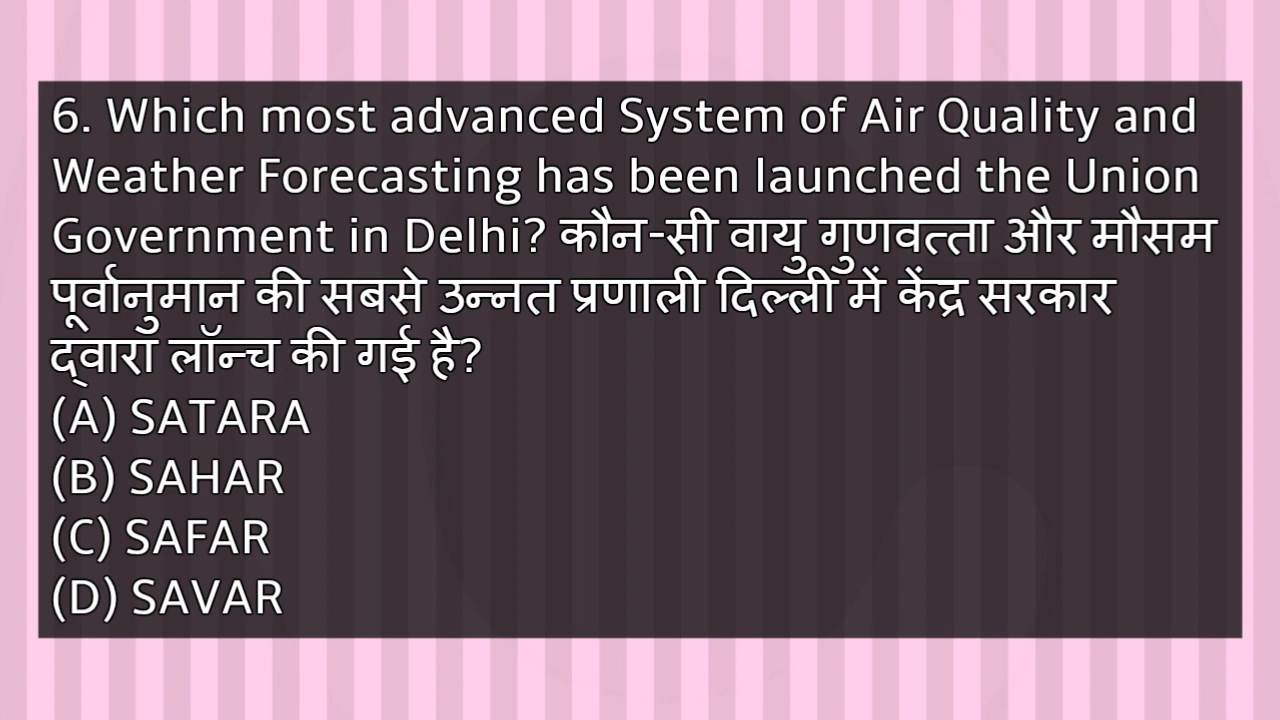 6. Which most advanced System of Air Quality and
Weather Forecasting has been launched the Union
Government in Delhi? कौन-सी वायु गुणवत्ता और मौसम
पूर्वानुमान की सबसे उन्नत प्रणाली दिल्ली में केंद्र सरकार
द्वारा लॉन्च की गई है?
(A) SATARA
(B) SAHAR
(C) SAFAR
(D) SAVAR